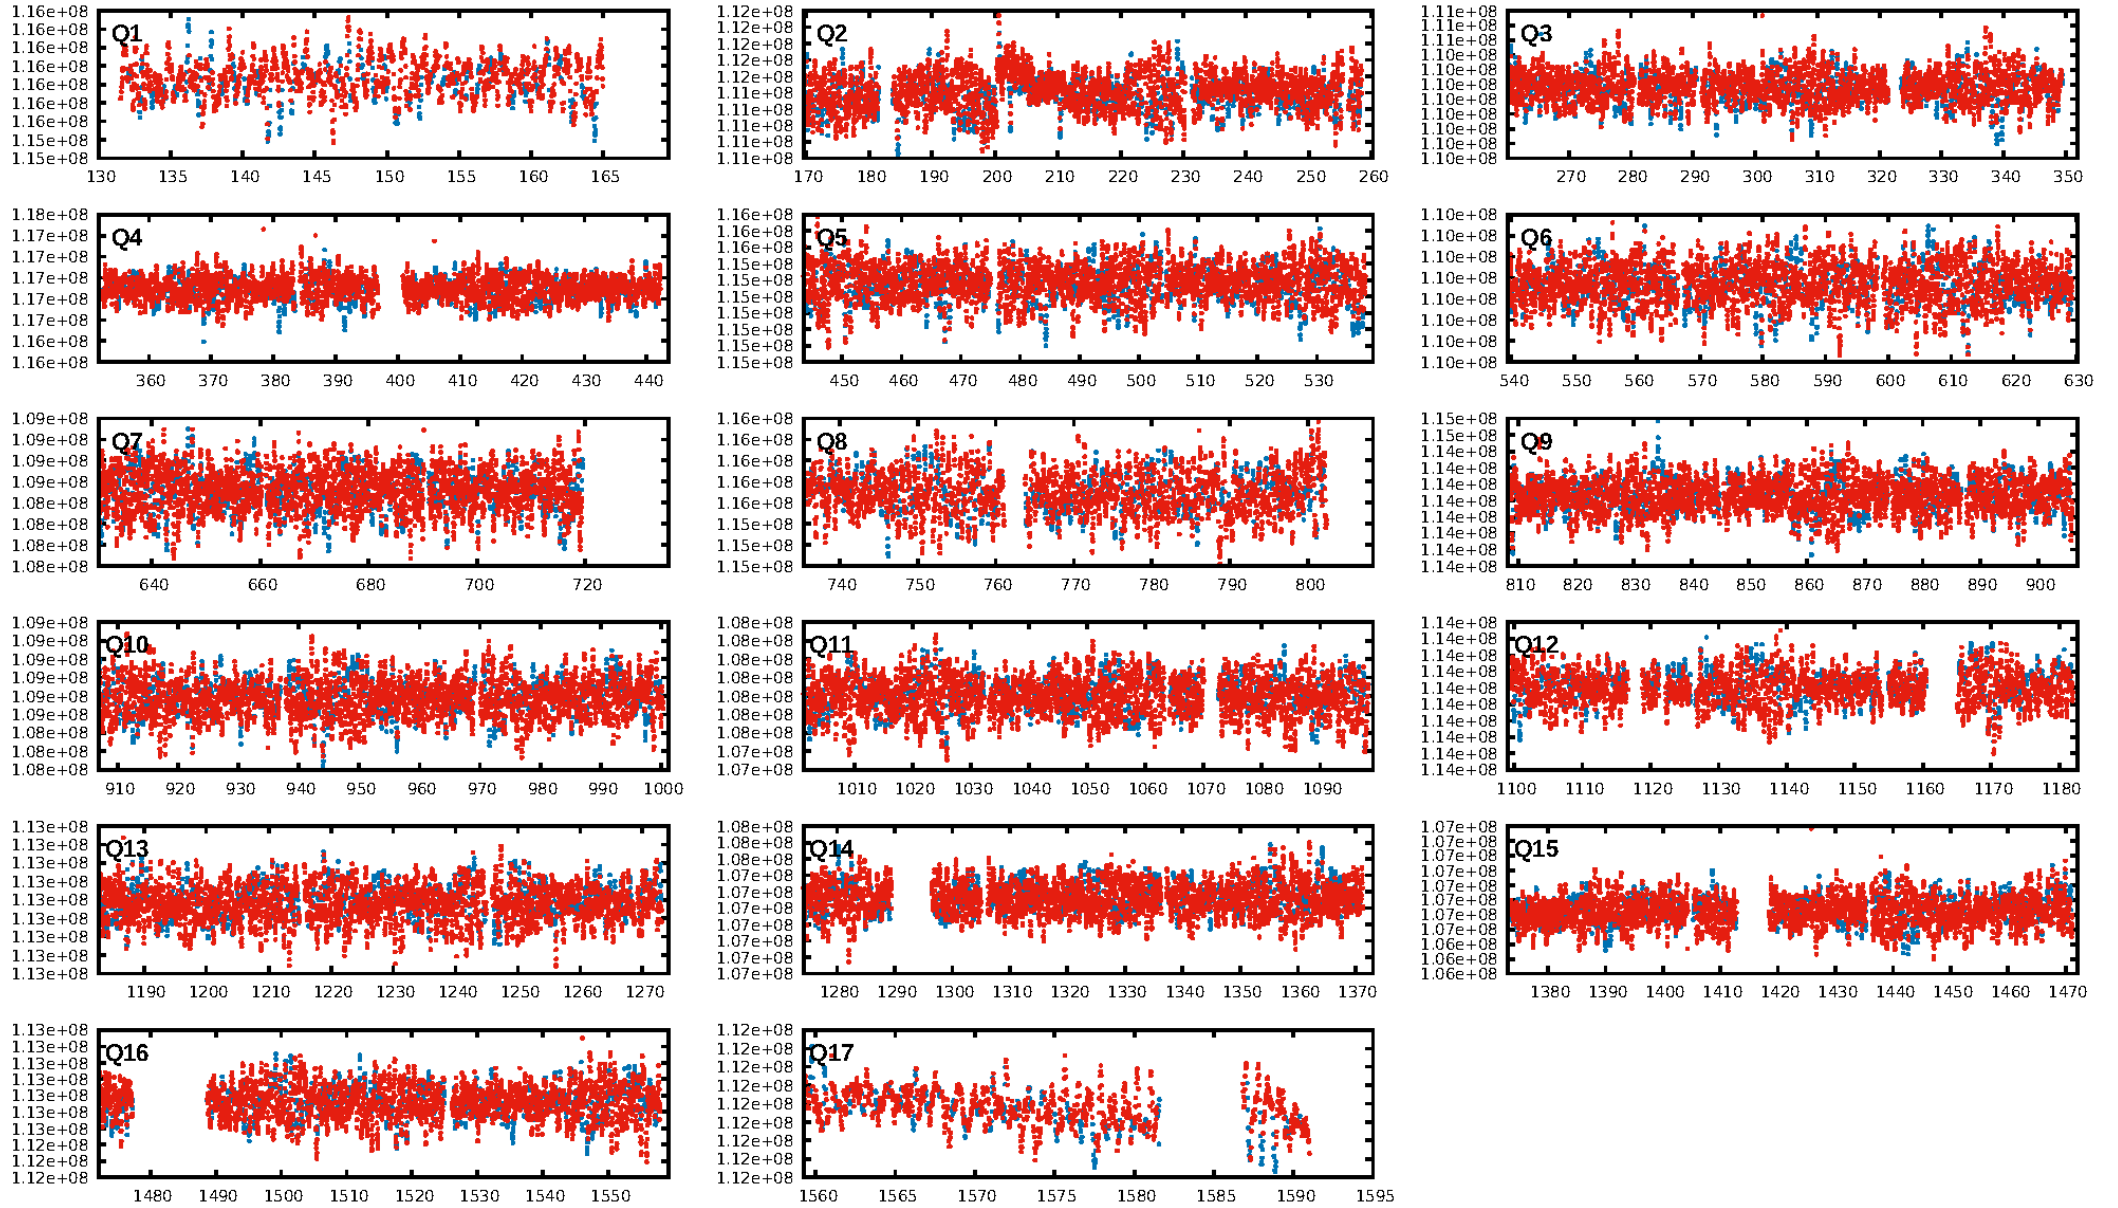 Q1
1.16e+08
1.16e+08
1.16e+08
1.16e+08
1.16e+08
1.16e+08
1.16e+08
1.15e+08
1.15e+08
130 135 140 145 150 155 160 165
Q2
1.12e+08
1.12e+08
1.12e+08
1.12e+08
1.12e+08
1.11e+08
1.11e+08
1.11e+08
1.11e+08
1.11e+08
170 180 190 200 210 220 230 240 250 260
Q3
1.11e+08
1.11e+08
1.10e+08
1.10e+08
1.10e+08
1.10e+08
1.10e+08
1.10e+08
1.10e+08
1.10e+08
1.10e+08
270 280 290 300 310 320 330 340 350
Q4
1.18e+08
1.17e+08
1.17e+08
1.17e+08
1.17e+08
1.17e+08
1.16e+08
1.16e+08
360 370 380 390 400 410 420 430 440
Q5
1.16e+08
1.16e+08
1.16e+08
1.15e+08
1.15e+08
1.15e+08
1.15e+08
1.15e+08
1.15e+08
1.15e+08
450 460 470 480 490 500 510 520 530
Q6
1.10e+08
1.10e+08
1.10e+08
1.10e+08
1.10e+08
1.10e+08
1.10e+08
1.10e+08
540 550 560 570 580 590 600 610 620 630
Q7
1.09e+08
1.09e+08
1.09e+08
1.09e+08
1.08e+08
1.08e+08
1.08e+08
1.08e+08
640 660 680 700 720
Q8
1.16e+08
1.16e+08
1.16e+08
1.16e+08
1.16e+08
1.15e+08
1.15e+08
1.15e+08
740 750 760 770 780 790 800
Q9
1.15e+08
1.15e+08
1.14e+08
1.14e+08
1.14e+08
1.14e+08
1.14e+08
1.14e+08
1.14e+08
1.14e+08
810 820 830 840 850 860 870 880 890 900
Q10
1.09e+08
1.09e+08
1.09e+08
1.09e+08
1.09e+08
1.09e+08
1.08e+08
1.08e+08
1.08e+08
910 920 930 940 950 960 970 980 990 1000
Q11
1.08e+08
1.08e+08
1.08e+08
1.08e+08
1.08e+08
1.08e+08
1.08e+08
1.07e+08
1.07e+08
1010 1020 1030 1040 1050 1060 1070 1080 1090
Q12
1.14e+08
1.14e+08
1.14e+08
1.14e+08
1.14e+08
1.14e+08
1.14e+08
1.14e+08
1.14e+08
1.14e+08
1100 1110 1120 1130 1140 1150 1160 1170 1180
Q13
1.13e+08
1.13e+08
1.13e+08
1.13e+08
1.13e+08
1.13e+08
1.13e+08
1.13e+08
1.13e+08
1190 1200 1210 1220 1230 1240 1250 1260 1270
Q14
1.08e+08
1.08e+08
1.08e+08
1.07e+08
1.07e+08
1.07e+08
1.07e+08
1.07e+08
1.07e+08
1.07e+08
1280 1290 1300 1310 1320 1330 1340 1350 1360 1370
Q15
1.07e+08
1.07e+08
1.07e+08
1.07e+08
1.07e+08
1.07e+08
1.07e+08
1.07e+08
1.06e+08
1.06e+08
1.06e+08
1380 1390 1400 1410 1420 1430 1440 1450 1460 1470
Q16
1.13e+08
1.13e+08
1.13e+08
1.13e+08
1.13e+08
1.13e+08
1.13e+08
1.12e+08
1.12e+08
1.12e+08
1480 1490 1500 1510 1520 1530 1540 1550
Q17
1.12e+08
1.12e+08
1.12e+08
1.12e+08
1.12e+08
1.12e+08
1.12e+08
1.12e+08
1.12e+08
1560 1565 1570 1575 1580 1585 1590 1595